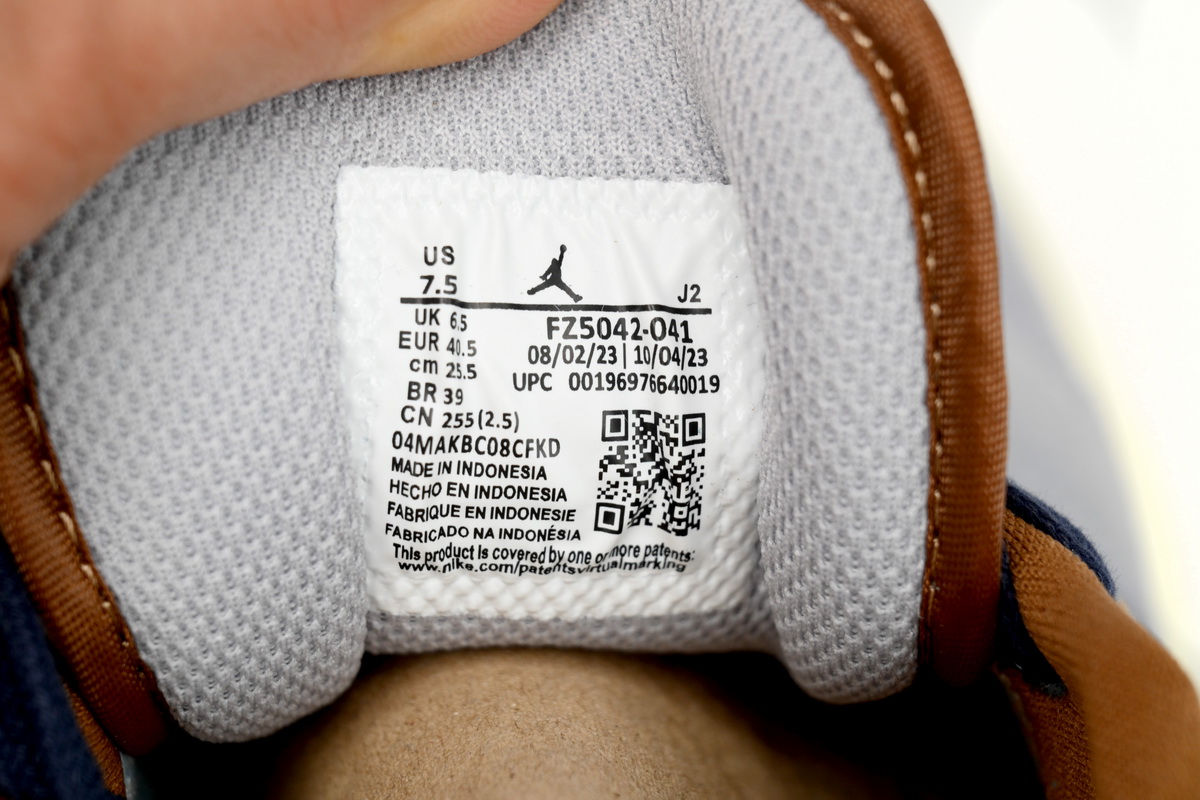 US
7.5
J2
UK 6.5
EUR 40.5
cm 25.5
BR 39
CN 255(2.5)
FZ5042-041
08/02/23 | 10/04/23
UPC 00196976640019
04MAKBC08CFKD
MADE IN INDONESIA
HECHO EN INDONESIA
FABRIQUE EN INDONESIE
FABRICADO NA INDONÉSIA
This product is covered by one or more patents:
www.nike.com/patentsvirtualmarking